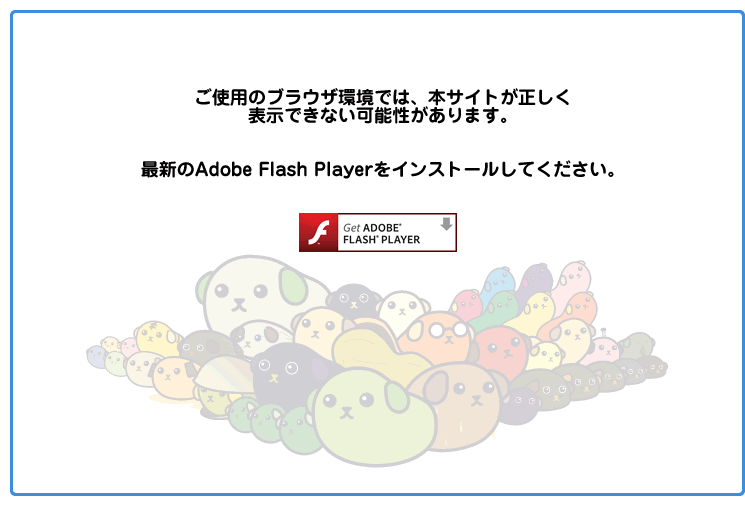 ご使用のブラウザ環境では、本サイトが正しく
表示できない可能性があります。
最新のAdobe Flash Playerをインストールしてください。
Get ADOBE®
FLASH® PLAYER